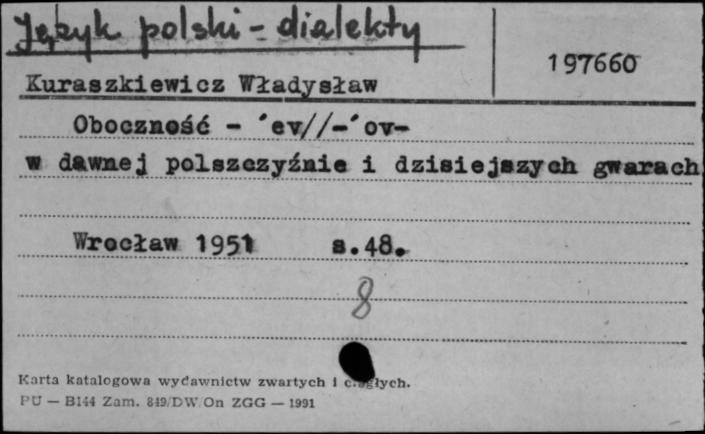 Język polski - dialekty
197660
Kuraszkiewicz Władysław
Oboczność - ´ev//-´ov-
w dawnej polszczyźnie i dzisiejszych gwarach
Wrocław 1951 s.48.
8
Karta katalogowa wydawnictw zwartych i ciągłych.
PU — B144 Zam. 849/DW/On ZGG — 1991